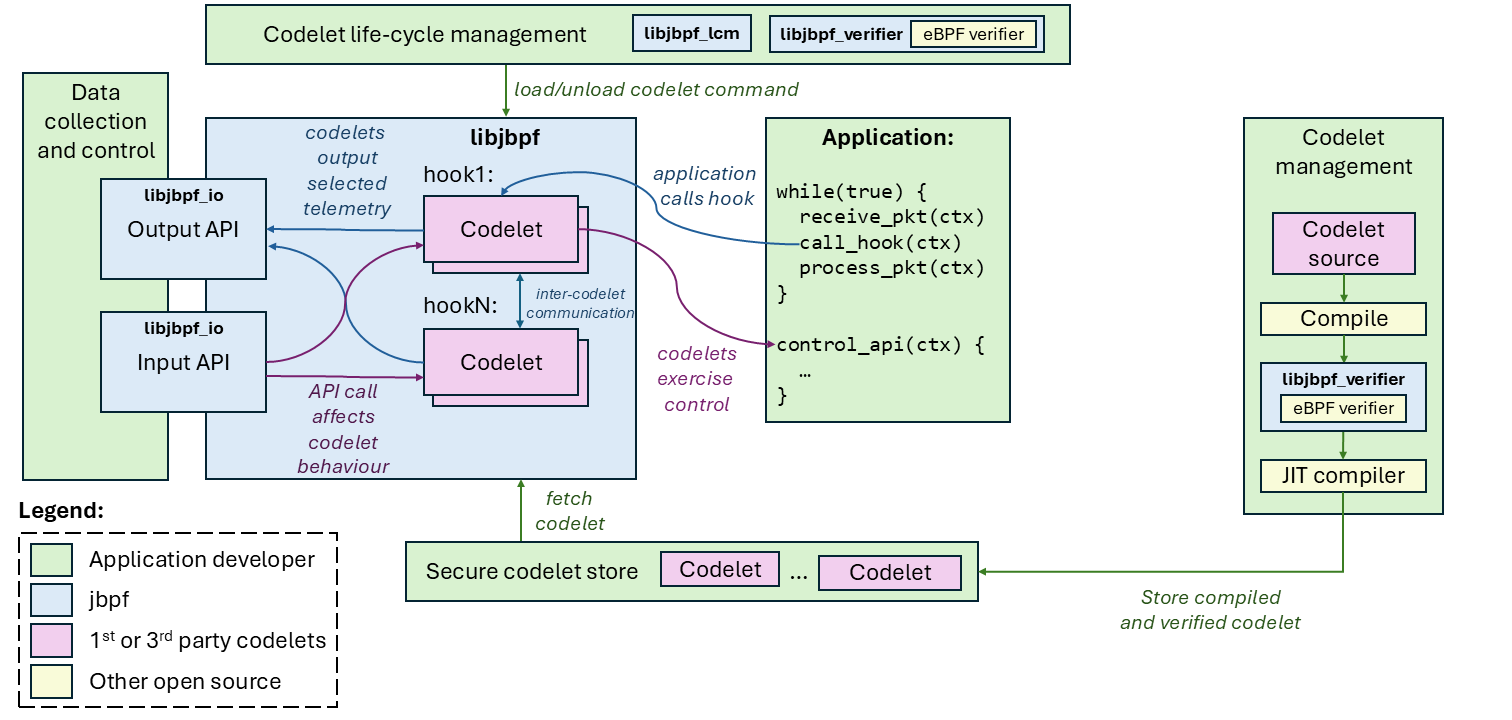 Codelet life-cycle management
libjbpf_lcm
libjbpf_verifier
eBPF verifier
load/unload codelet command
Data
collection
and control
libjbpf_io
Output API
libjbpf_io
Input API
libjbpf
codelets
output
selected
telemetry
hook1:
Codelet
inter-codelet
communication
hookN:
Codelet
API call
affects
codelet
behaviour
application
calls hook
codelets
exercise
control
Application:
while(true) {
receive_pkt(ctx)
call_hook(ctx)
process_pkt(ctx)
}
control_api(ctx) {
…
}
Codelet
management
Codelet
source
Compile
libjbpf_verifier
eBPF verifier
JIT compiler
fetch
codelet
Secure codelet store
Codelet
...
Codelet
Store compiled
and verified codelet
Legend:
Application developer
jbpf
1st or 3rd party codelets
Other open source